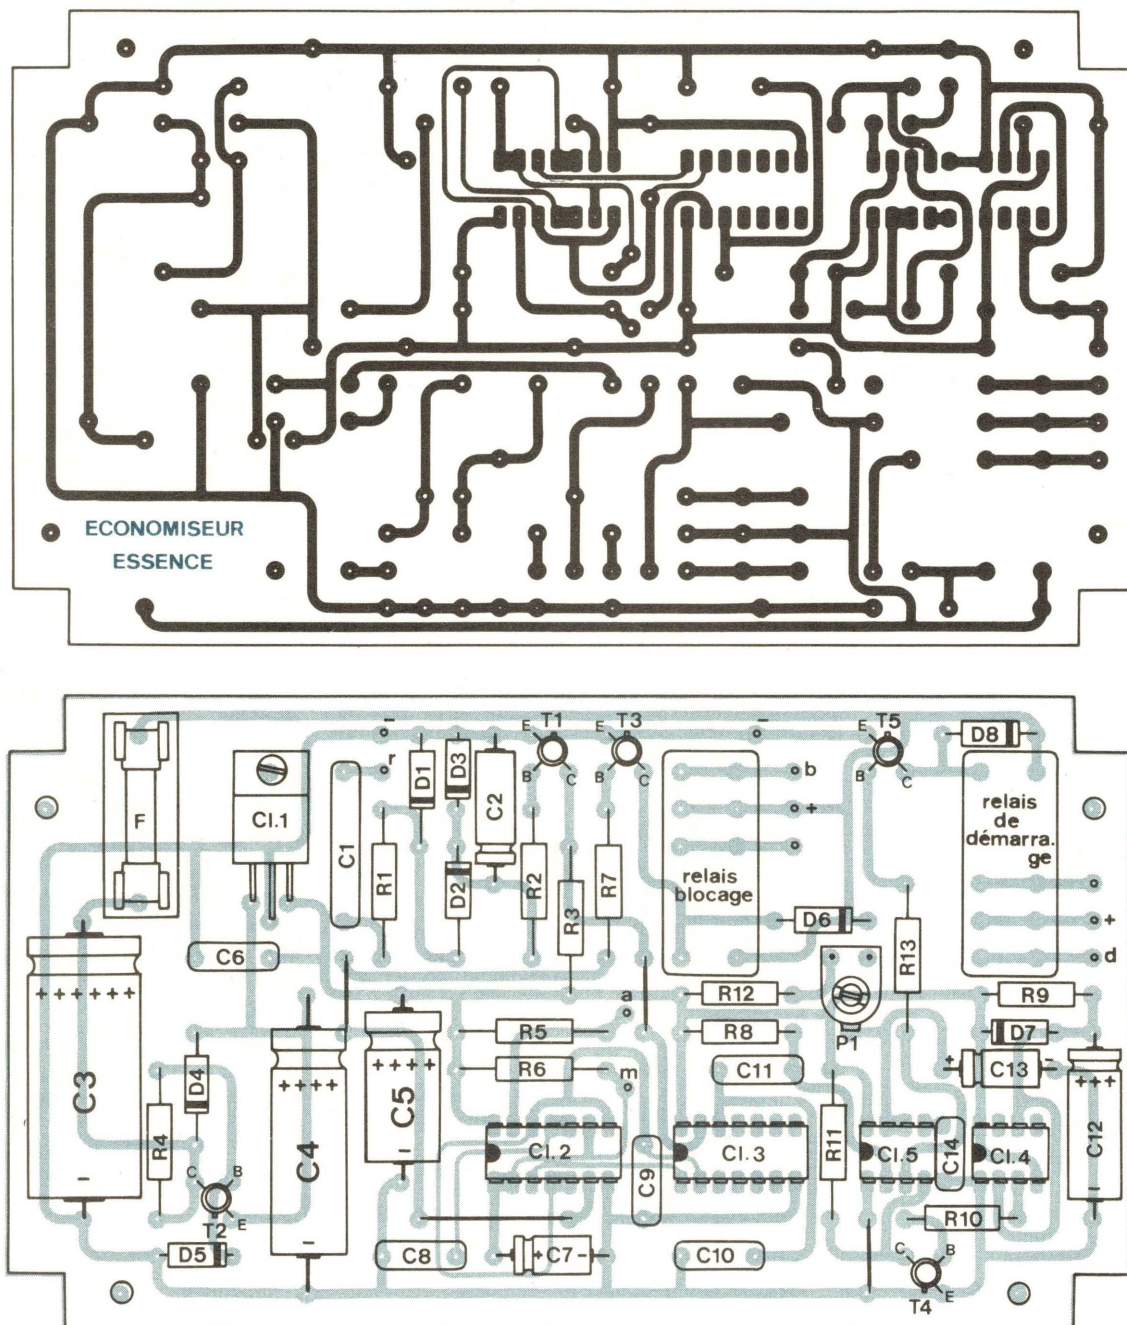 ECONOMISEUR
ESSENCE
F
CI.1
C1
R1
D1
D3
C2
D2
R2
R3
R7
T1
E
B
C
T3
E
B
C
-
r
-
b
+
relais
blocage
D6
T5
E
B
C
D8
relais
de
démarra.
ge
+
d
R13
P1
C6
C3
++++++
-
D4
R4
T2
C
B
E
D5
C4
++++
-
C5
++++
-
R5
a
R6
m
R12
R8
C11
R9
D7
+ C13 -
C12
+++
-
CI.2
CI.3
C9
R11
CI.5
C14
CI.4
R10
C8
+ C7 -
C10
T4
C
B
E